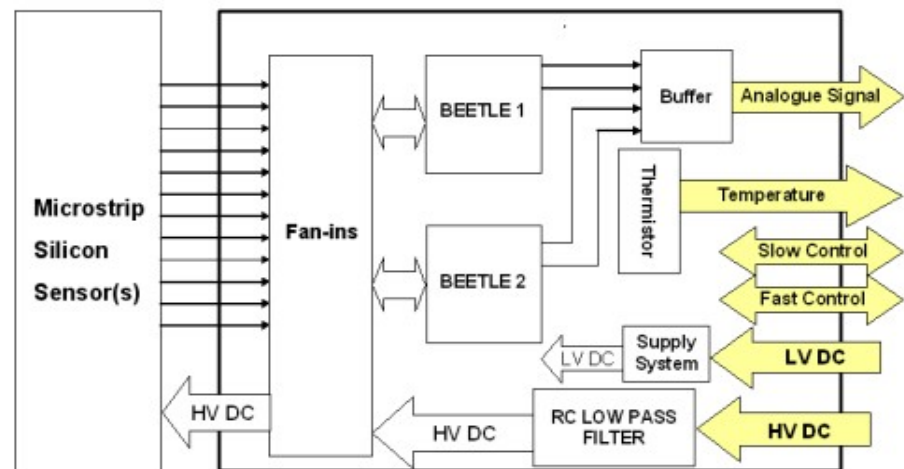 Microstrip
Silicon
Sensor(s)
Fan-ins
BEETLE 1
BEETLE 2
Buffer
Analogue Signal
Thermistor
Temperature
Slow Control
Fast Control
Supply
System
LV DC
LV DC
RC LOW PASS
FILTER
HV DC
HV DC
HV DC